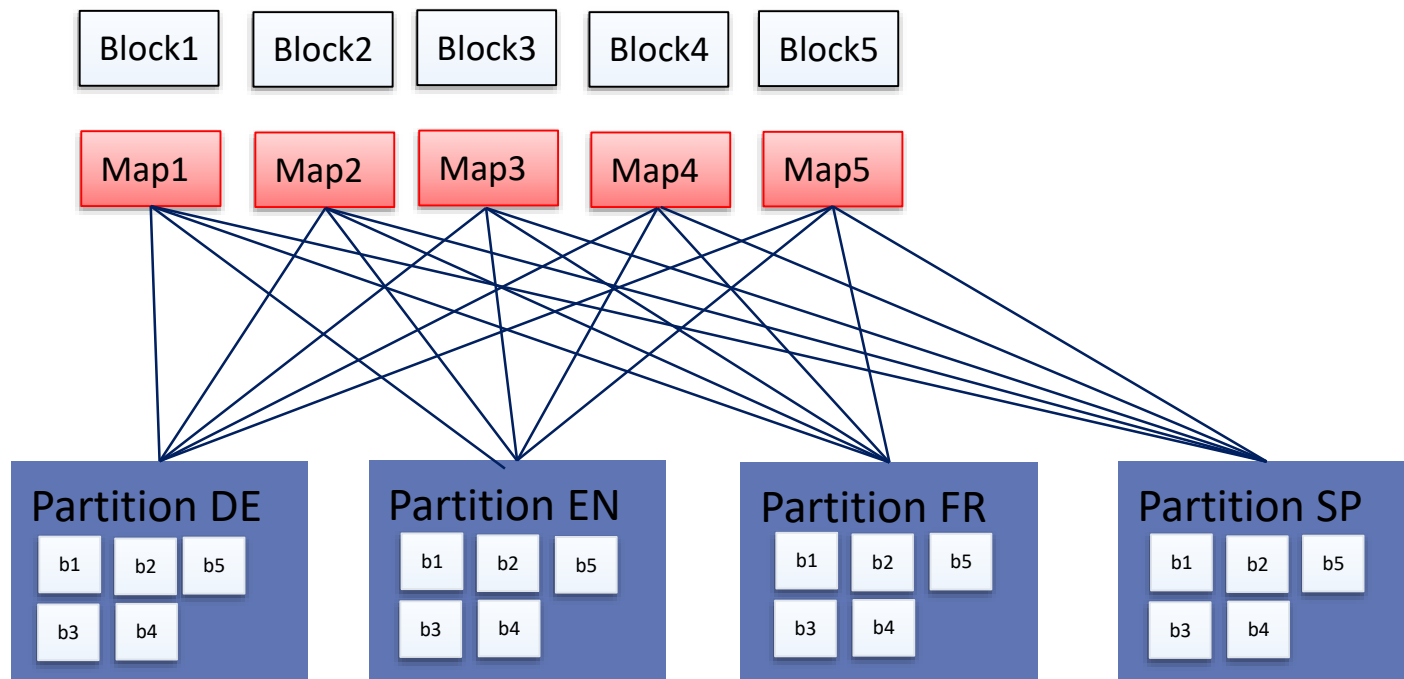 Block1 Block2 Block3 Block4 Block5
Map1 Map2 Map3 Map4 Map5
Partition DE
b1 b2 b5
b3 b4
Partition EN
b1 b2 b5
b3 b4
Partition FR
b1 b2 b5
b3 b4
Partition SP
b1 b2 b5
b3 b4